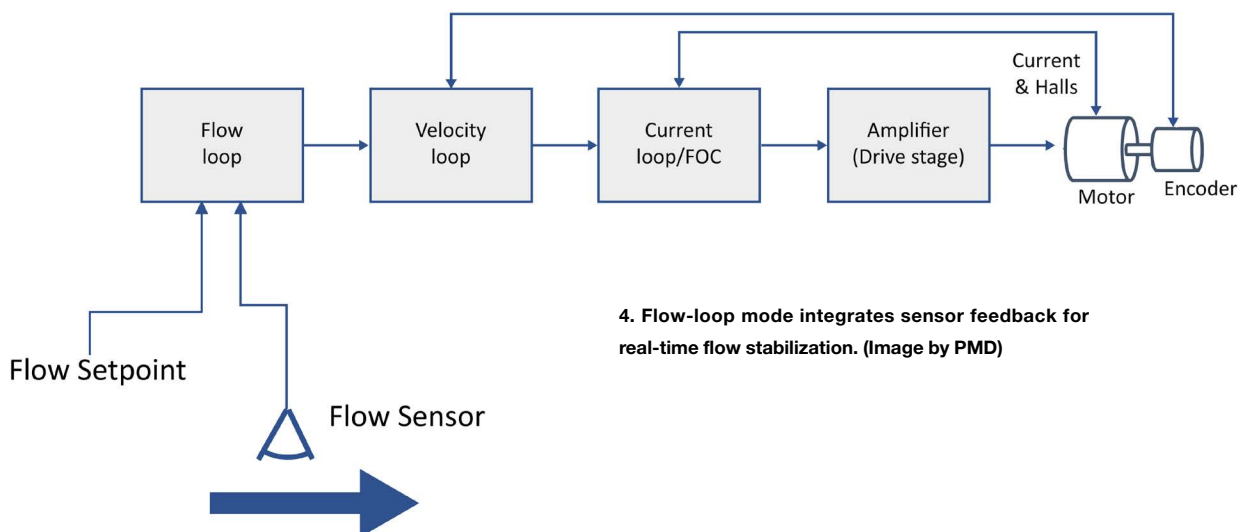 Current
& Halls
Flow
loop
Velocity
loop
Current
loop/FOC
Amplifier
(Drive stage)
Motor
Encoder
4. Flow-loop mode integrates sensor feedback for
real-time flow stabilization. (Image by PMD)
Flow Setpoint
Flow Sensor